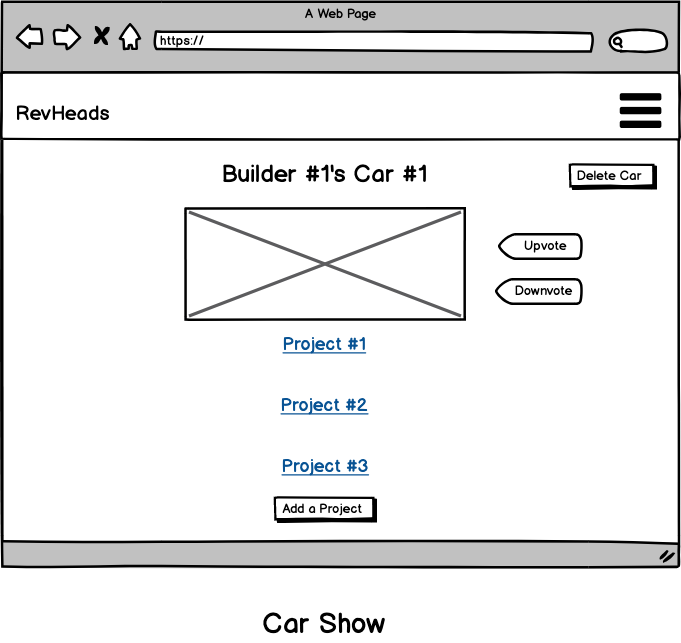 A Web Page
https://
RevHeads
Builder #1's Car #1
Delete Car
Upvote
Downvote
Project #1
Project #2
Project #3
Add a Project
Car Show